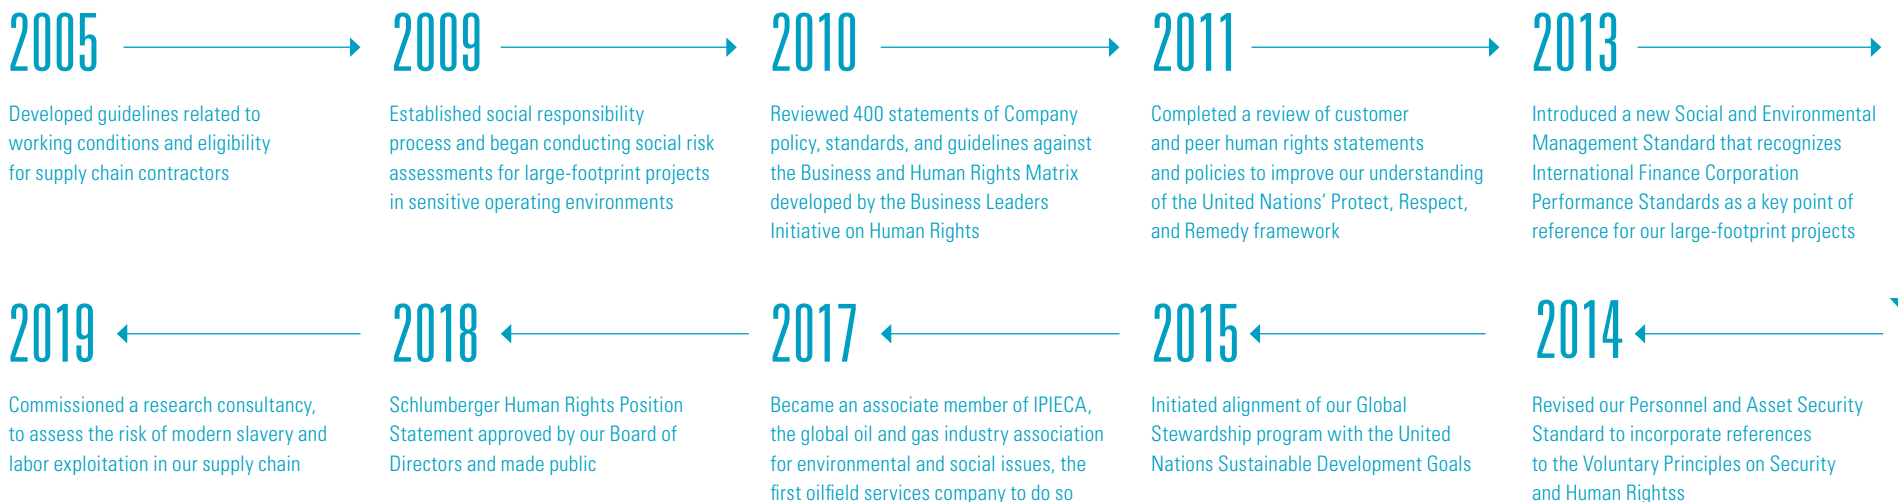 2005
Developed guidelines related to
working conditions and eligibility
for supply chain contractors
2009
Established social responsibility
process and began conducting social risk
assessments for large-footprint projects
in sensitive operating environments
2010
Reviewed 400 statements of Company
policy, standards, and guidelines against
the Business and Human Rights Matrix
developed by the Business Leaders
Initiative on Human Rights
2011
Completed a review of customer
and peer human rights statements
and policies to improve our understanding
of the United Nations’ Protect, Respect,
and Remedy framework
2013
Introduced a new Social and Environmental
Management Standard that recognizes
International Finance Corporation
Performance Standards as a key point of
reference for our large-footprint projects
2014
Revised our Personnel and Asset Security
Standard to incorporate references
to the Voluntary Principles on Security
and Human Rightss
2015
Initiated alignment of our Global
Stewardship program with the United
Nations Sustainable Development Goals
2017
Became an associate member of IPIECA,
the global oil and gas industry association
for environmental and social issues, the
first oilfield services company to do so
2018
Schlumberger Human Rights Position
Statement approved by our Board of
Directors and made public
2019
Commissioned a research consultancy,
to assess the risk of modern slavery and
labor exploitation in our supply chain